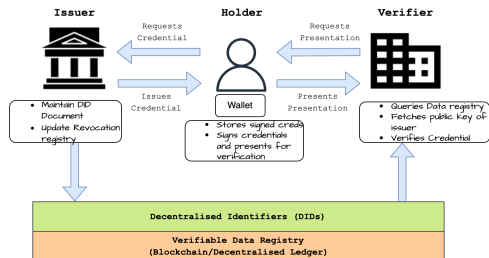 Issuer
Holder
Verifier
Requests
Credential
Requests
Presentation
Issues
Credential
Presents
Presentation
Wallet
Maintain DID
Document
Update Revocation
registry
Stores signed creds
Signs credentials
and presents for
verification
Queries Data registry
Fetches public key of
issuer
Verifies Credential
Decentralised Identifiers (DIDs)
Verifiable Data Registry
(Blockchain/Decentralised Ledger)